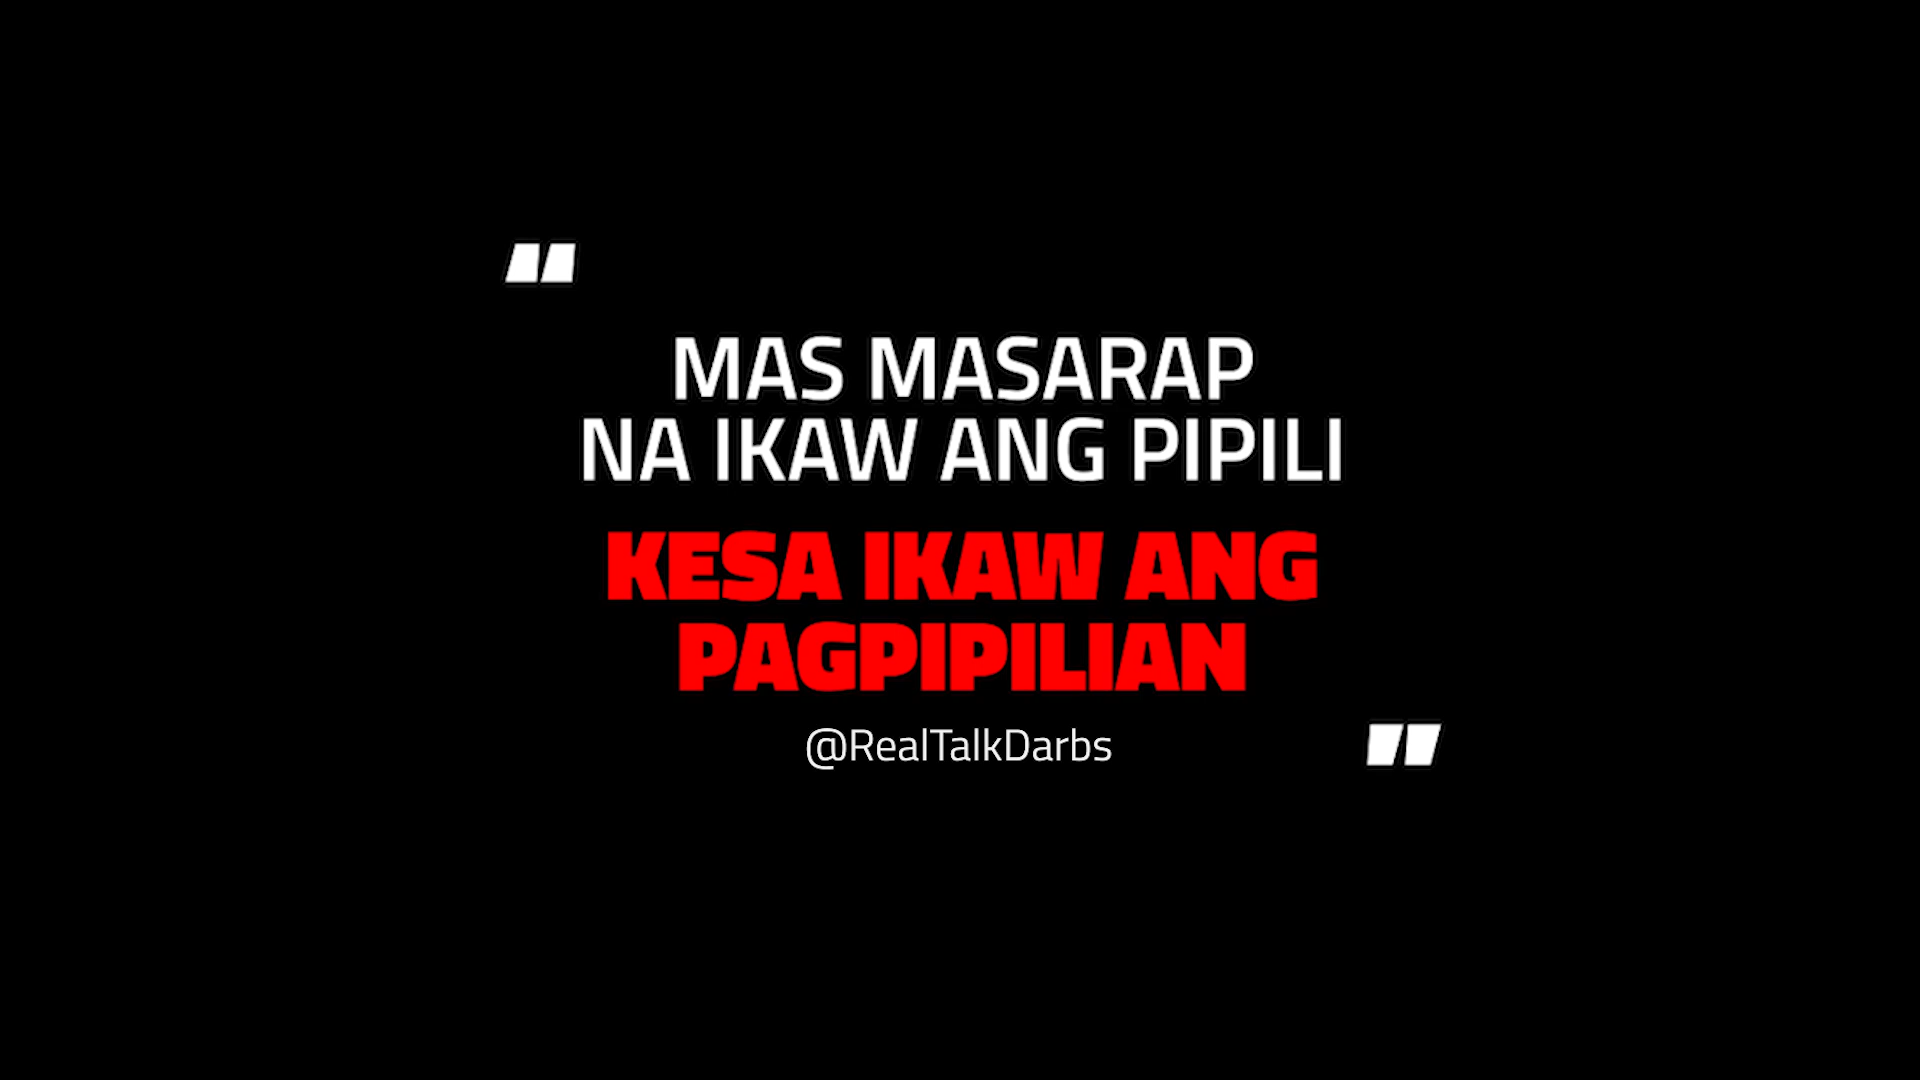 "
MAS MASARAP
NA IKAW ANG PIPILI
KESA IKAW ANG
PAGPIPILIAN
@RealTalkDarbs
"